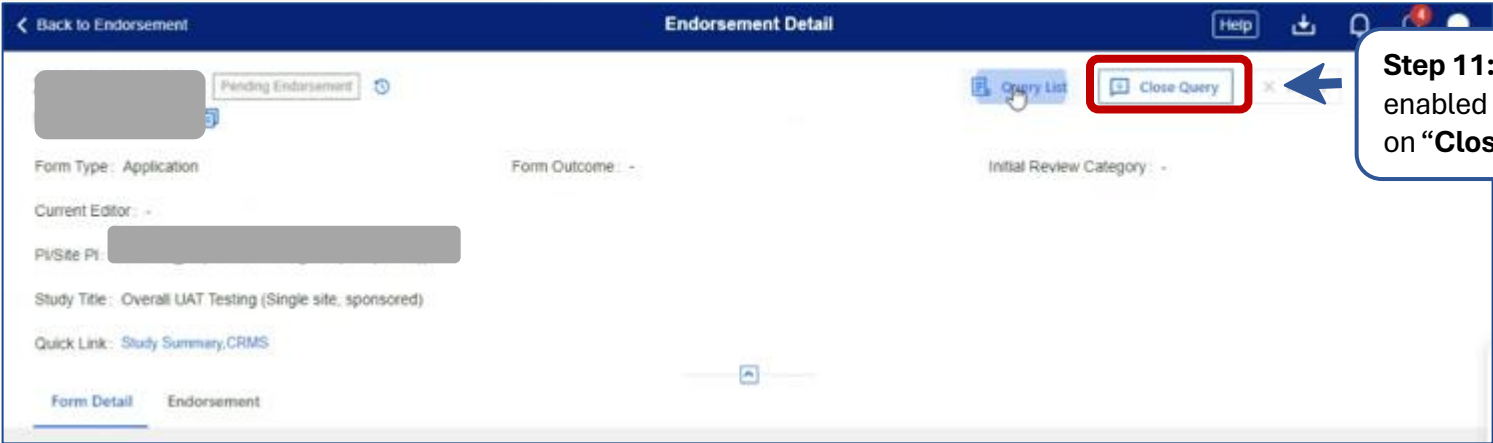 Back to Endorsement Endorsement Detail Help 4
Pending Endorsement Query List Close Query
Step 11:
enabled
on “Clos
Form Type : Application Form Outcome : - Initial Review Category : -
Current Editor : -
PI/Site PI :
Study Title : Overall UAT Testing (Single site, sponsored)
Quick Link : Study Summary,CRMS
Form Detail Endorsement